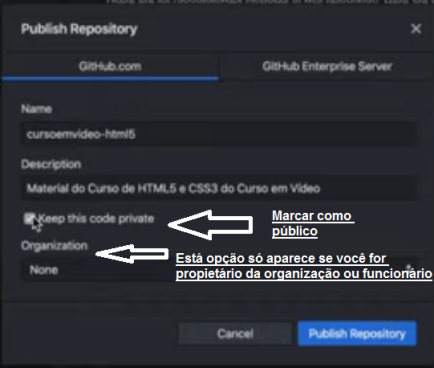 Publish Repository
GitHub.com
GitHub Enterprise Server
Name
cursoemvideo-html5
Description
Material do Curso de HTML5 e CSS3 do Curso em Vídeo
Keep this code private
Marcar como
público
Organization
Está opção só aparece se você for
propietário da organização ou funcionário
None
Cancel
Publish Repository